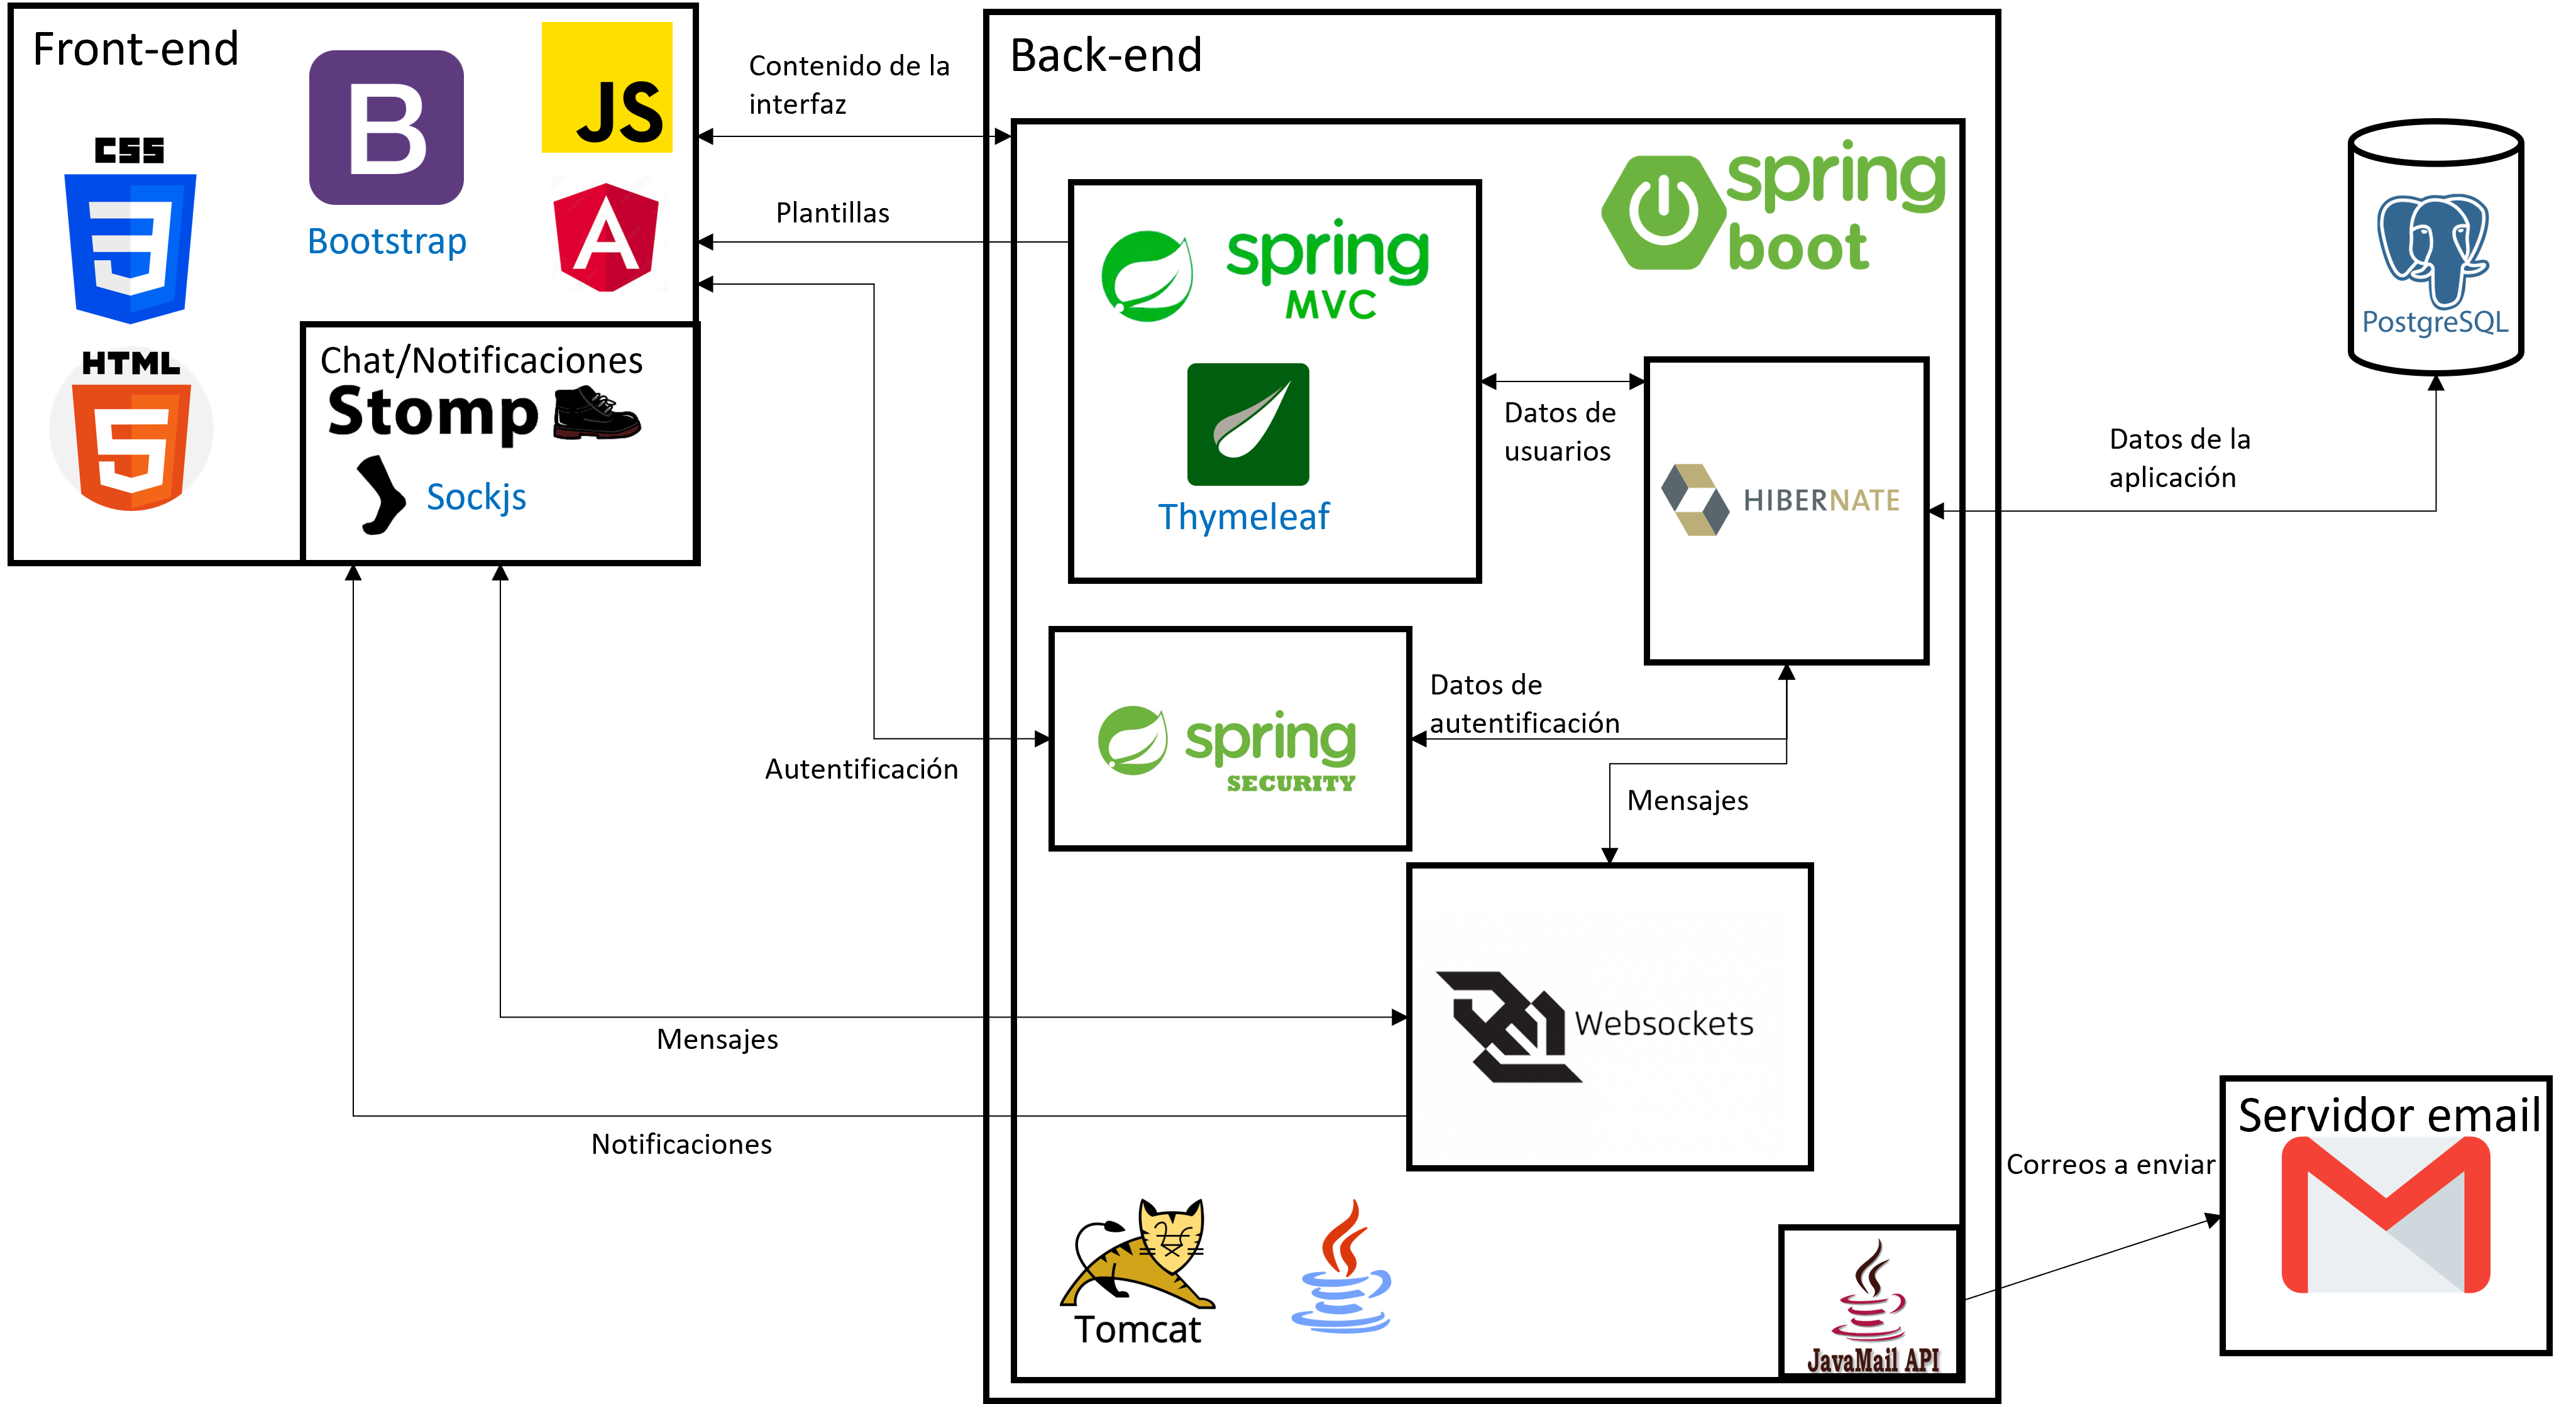 Front-end
CSS
HTML
B
Bootstrap
JS
A
Chat/Notificaciones
Stomp
Sockjs
Contenido de la
interfaz
Plantillas
Autentificación
Mensajes
Notificaciones
Back-end
spring
boot
spring
MVC
Thymeleaf
Datos de
usuarios
HIBERNATE
spring
SECURITY
Datos de
autentificación
Mensajes
Websockets
Tomcat
JavaMail API
Datos de la
aplicación
PostgreSQL
Correos a enviar
Servidor email